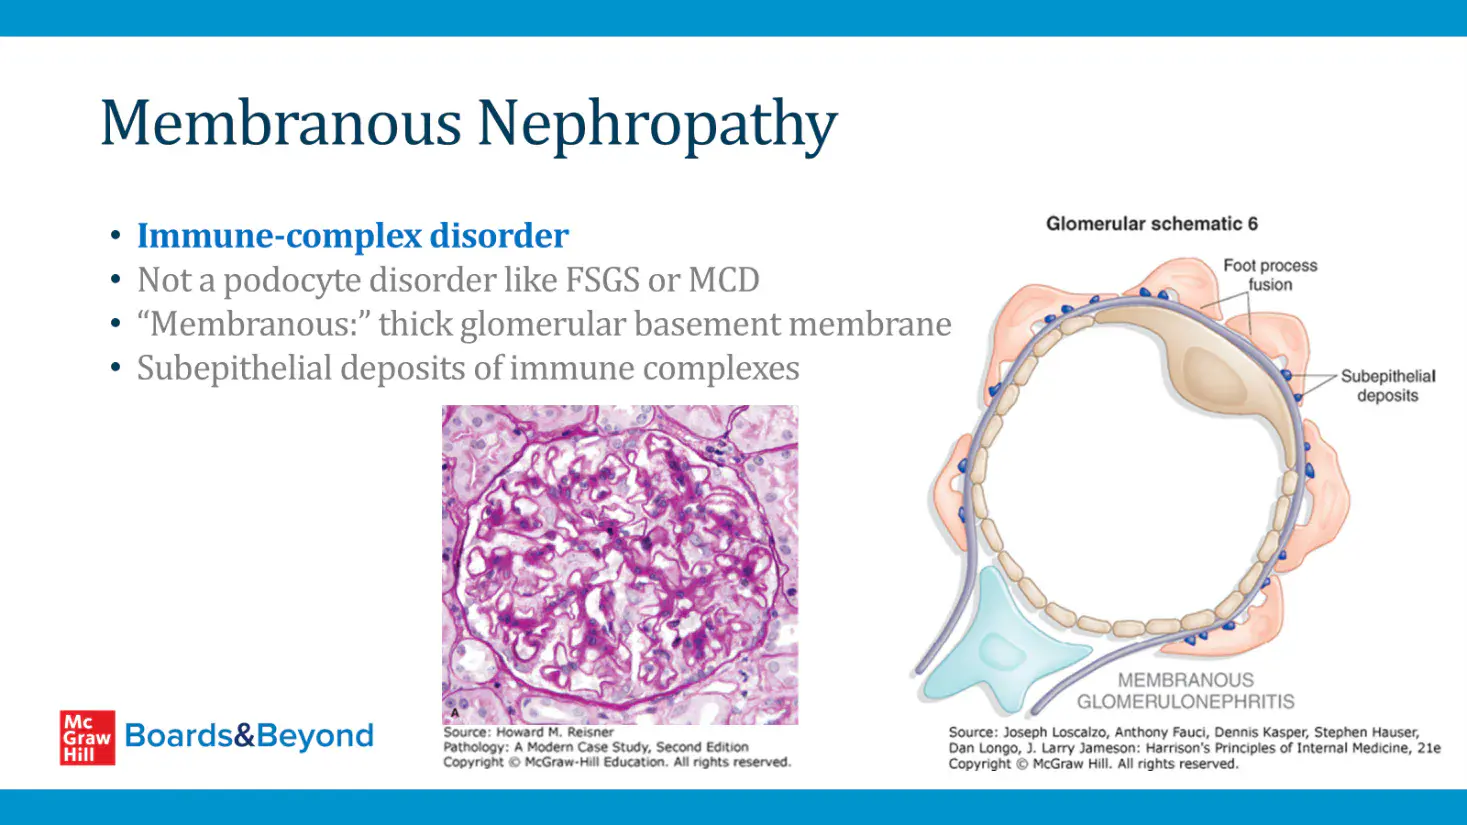 Membranous Nephropathy
• Immune-complex disorder
• Not a podocyte disorder like FSGS or MCD
• “Membranous:” thick glomerular basement membrane
• Subepithelial deposits of immune complexes
Glomerular schematic 6
Foot process
fusion
Subepithelial
deposits
MEMBRANOUS
GLOMERULONEPHRITIS
A
Source: Howard M. Reisner
Pathology: A Modern Case Study, Second Edition
Copyright © McGraw-Hill Education. All rights reserved.
Source: Joseph Loscalzo, Anthony Fauci, Dennis Kasper, Stephen Hauser,
Dan Longo, J. Larry Jameson: Harrison's Principles of Internal Medicine, 21e
Copyright © McGraw Hill. All rights reserved.
Mc
Graw
Hill
Boards&Beyond